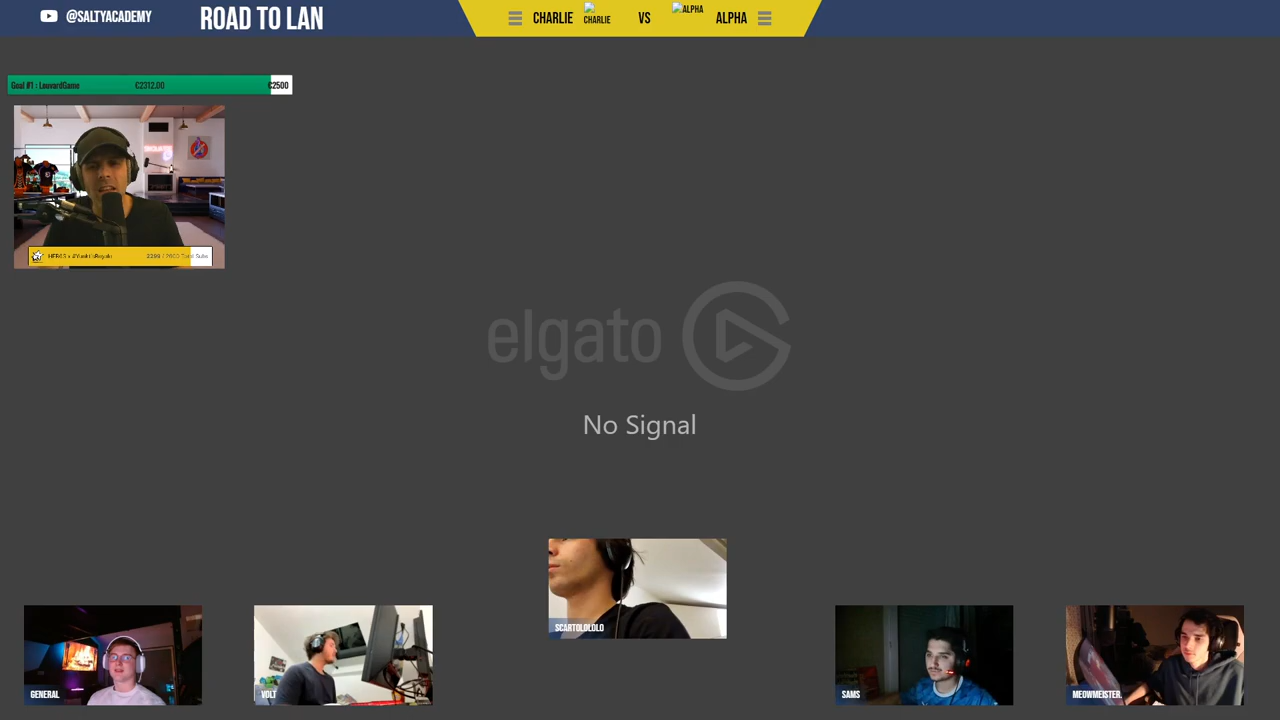 @SALTYACADEMY
ROAD TO LAN
CHARLIE
CHARLIE
VS
ALPHA
ALPHA
Goal #1 : LeovardGame
€2312.00
€2500
elgato
No Signal
SCARTOLOLOLO
GENERAL
VOLT
SAMS
MEOWMEISTER